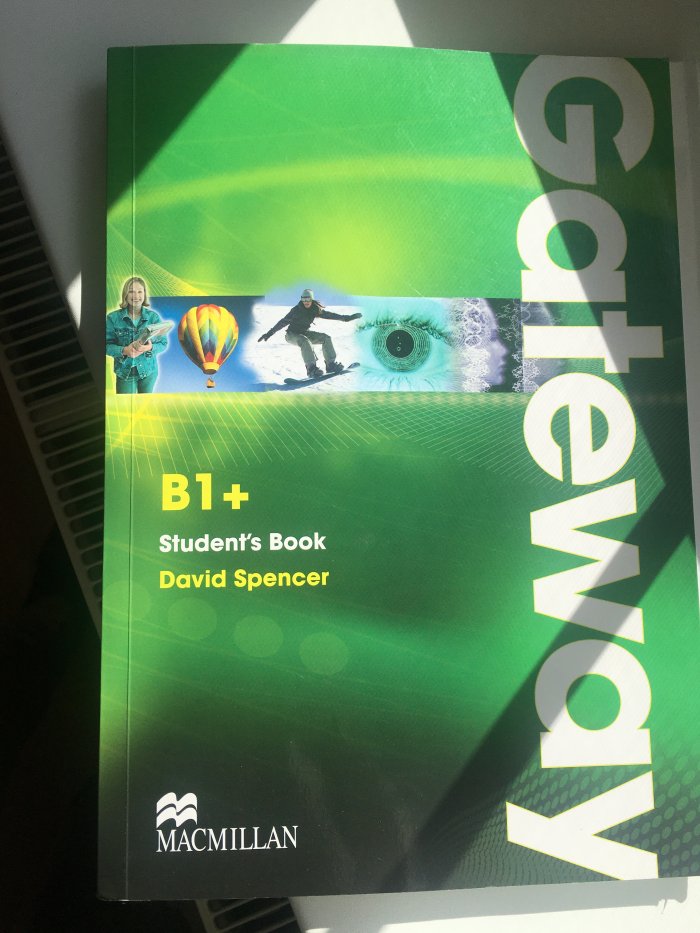 Gateway
B1+
Student's Book
David Spencer
MACMILLAN